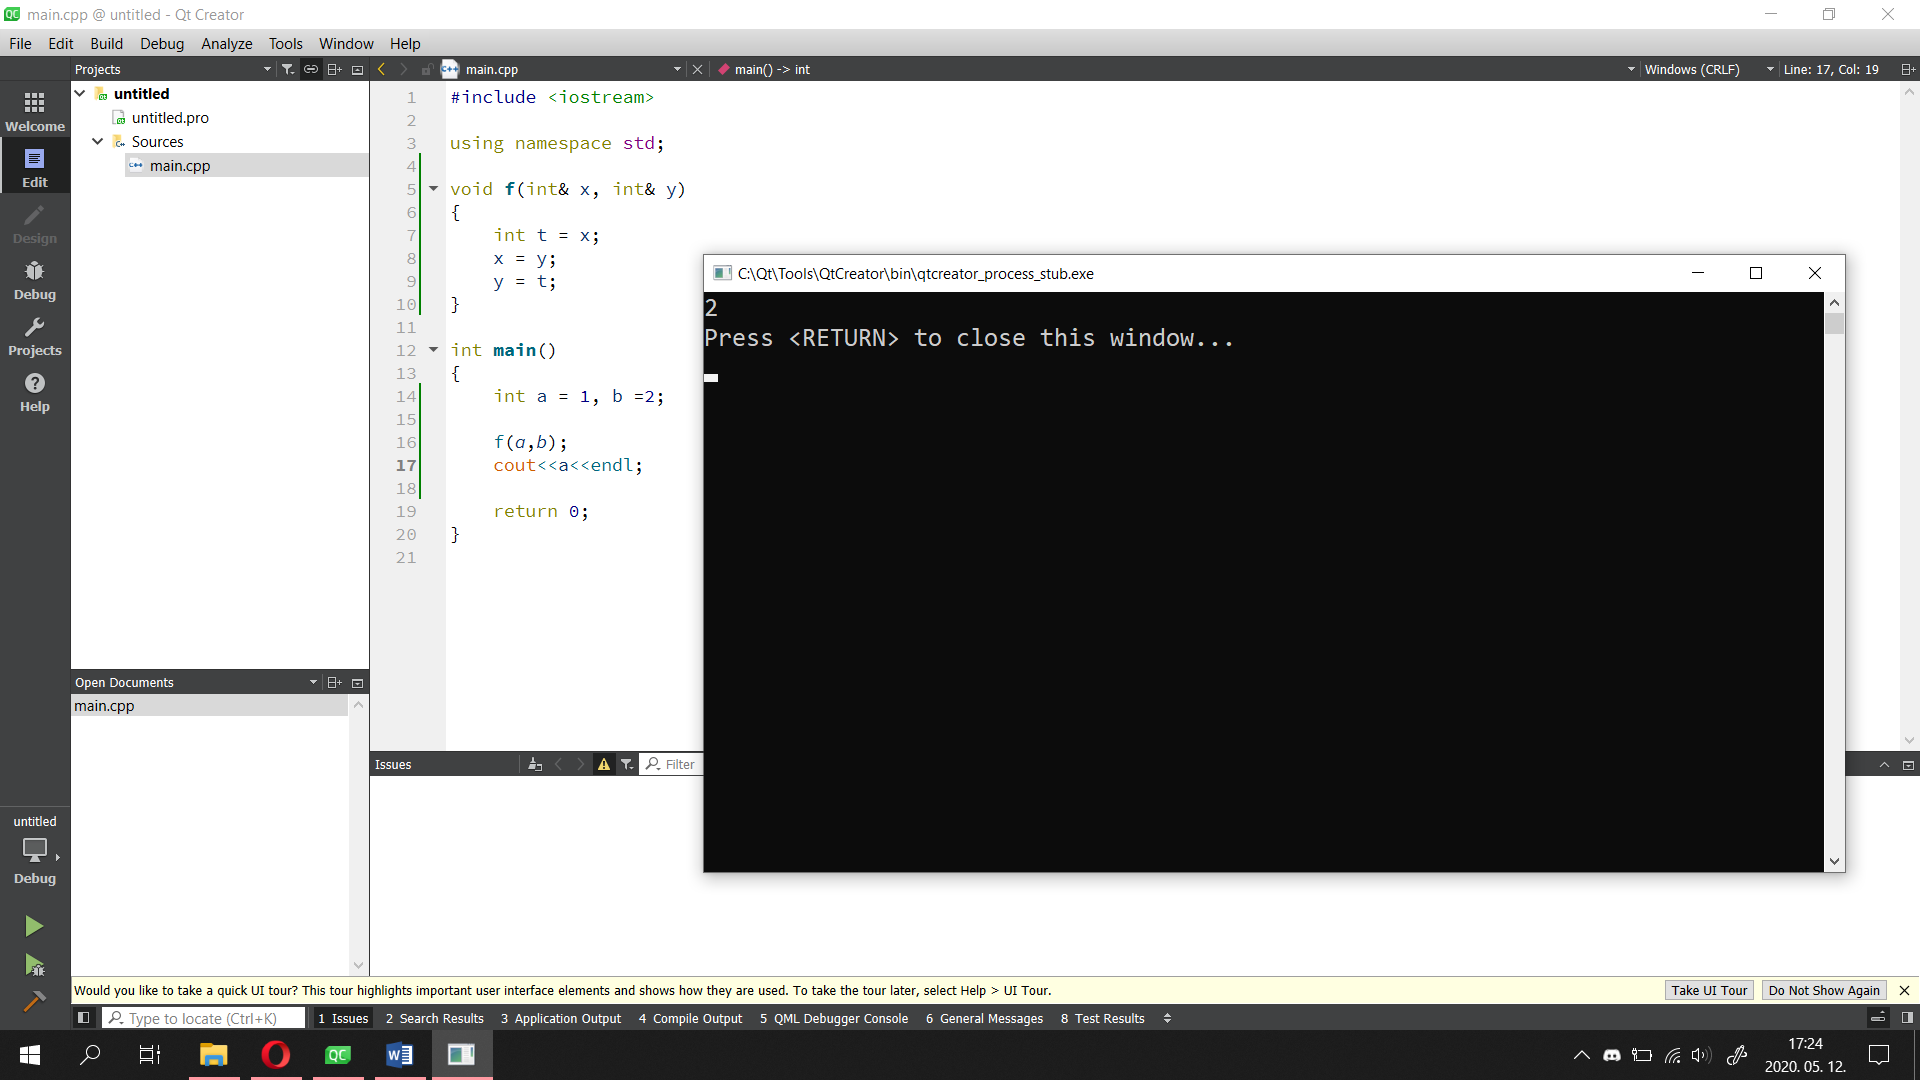 main.cpp @ untitled - Qt Creator
File Edit Build Debug Analyze Tools Window Help
Projects
main.cpp
main() -> int
Windows (CRLF)
Line: 17, Col: 19
Welcome
Edit
Design
Debug
Projects
Help
untitled
untitled.pro
Sources
main.cpp
1 #include <iostream>
2
3 using namespace std;
4
5 void f(int& x, int& y)
6 {
7 int t = x;
8 x = y;
9 y = t;
10 }
11
12 int main()
13 {
14 int a = 1, b =2;
15
16 f(a,b);
17 cout<<a<<endl;
18
19 return 0;
20 }
21
C:\Qt\Tools\QtCreator\bin\qtcreator_process_stub.exe
2
Press <RETURN> to close this window...
Open Documents
main.cpp
Issues
Filter
untitled
Debug
Would you like to take a quick UI tour? This tour highlights important user interface elements and shows how they are used. To take the tour later, select Help > UI Tour.
Take UI Tour
Do Not Show Again
Type to locate (Ctrl+K)
1 Issues 2 Search Results 3 Application Output 4 Compile Output 5 QML Debugger Console 6 General Messages 8 Test Results
17:24
2020. 05. 12.